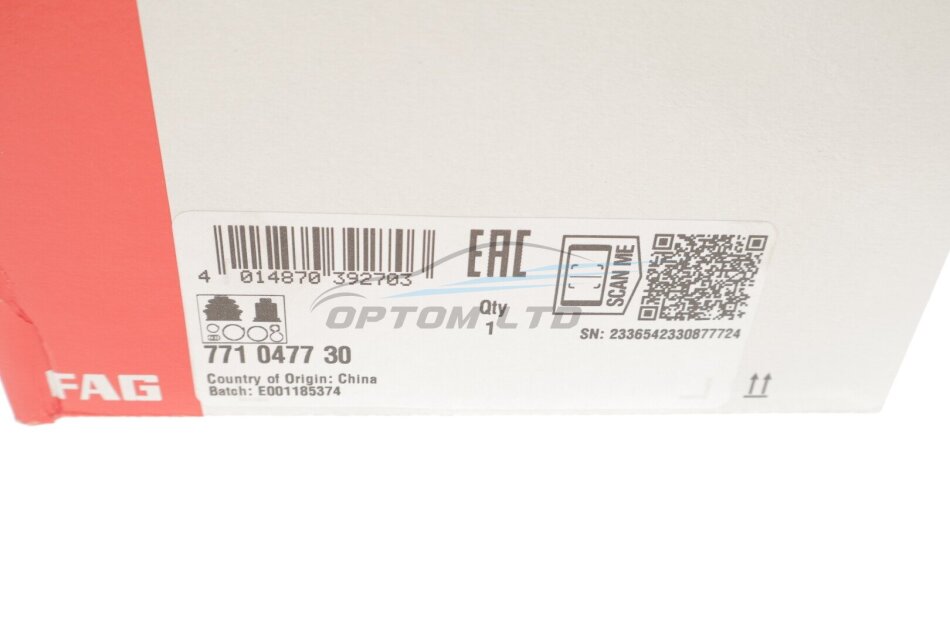 4 014870 392703
EAC
SCAN ME
Qty
1
OPTOM LTD
SN: 2336542330877724
771 0477 30
Country of Origin: China
Batch: E001185374
FAG